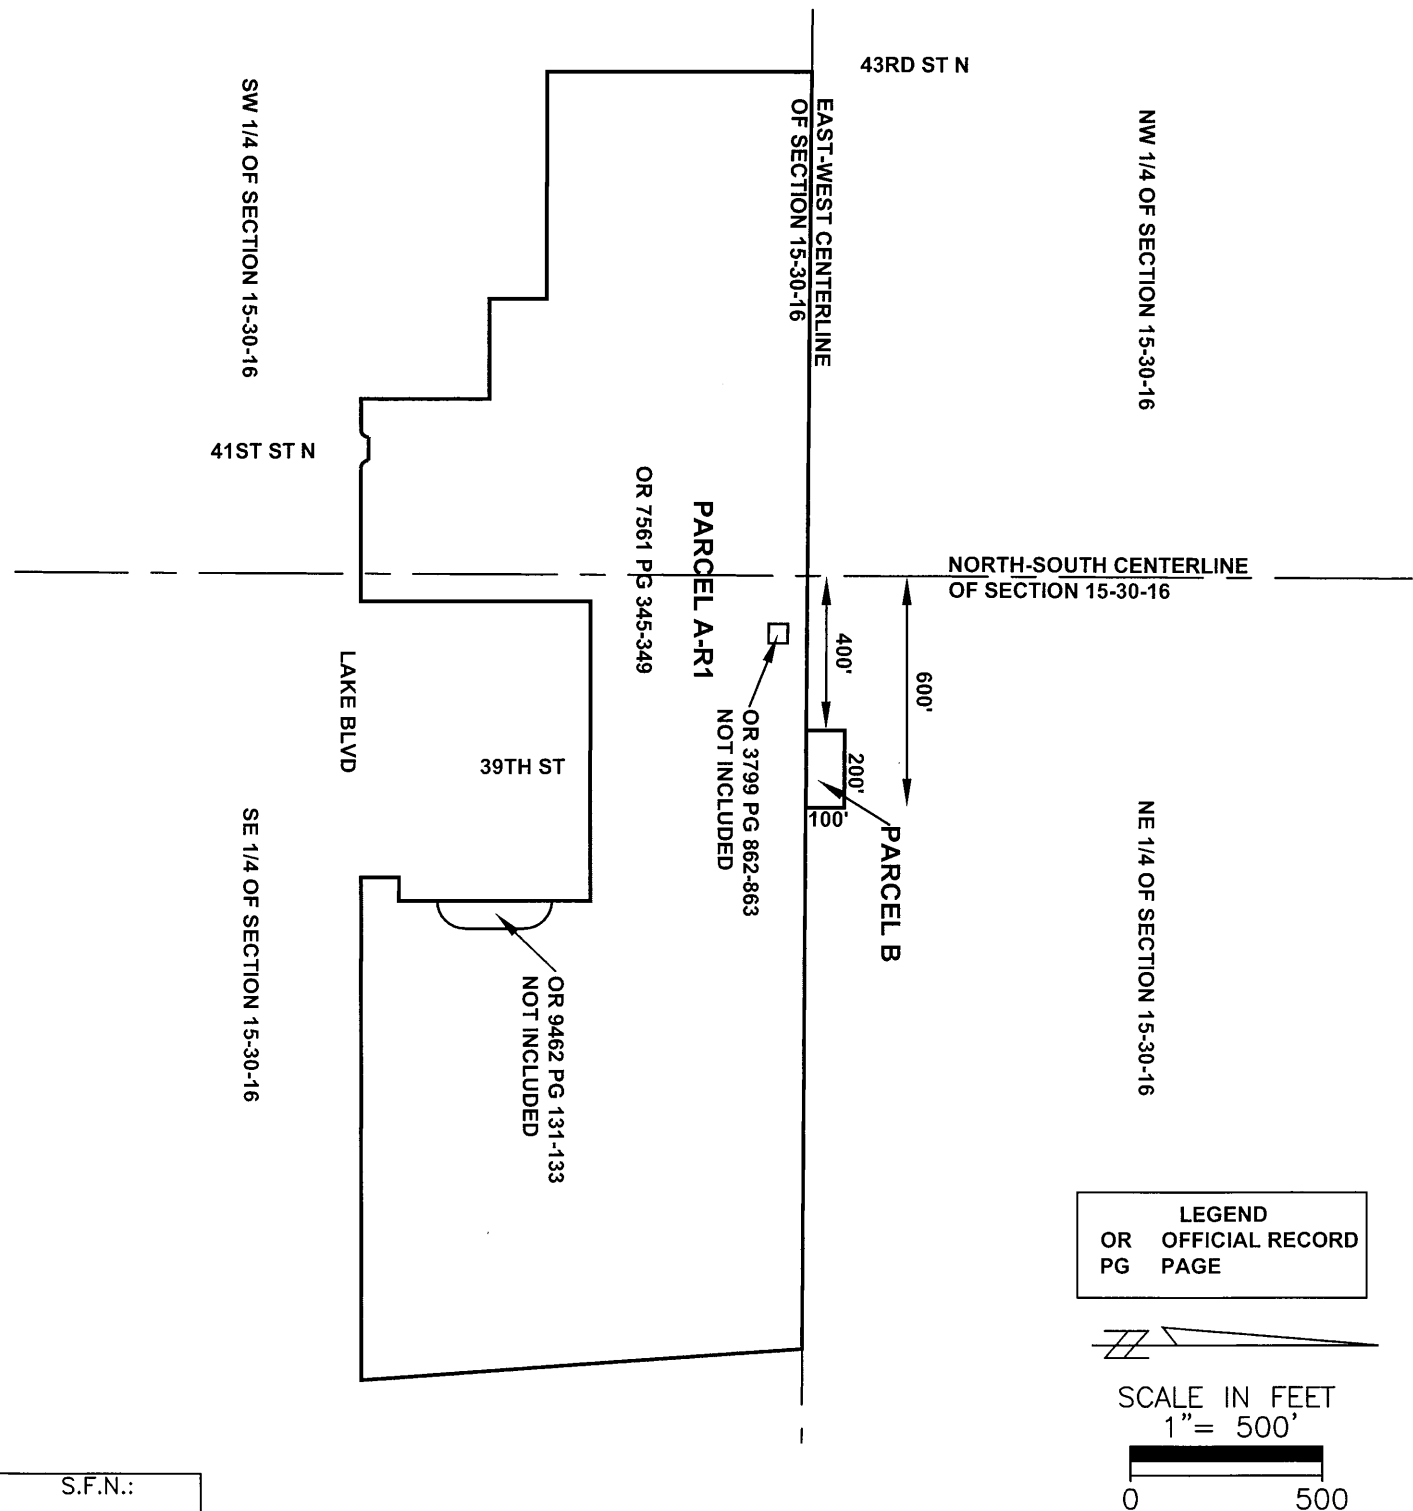 43RD ST N
SW 1/4 OF SECTION 15-30-16
EAST-WEST CENTERLINE
OF SECTION 15-30-16
NW 1/4 OF SECTION 15-30-16
41ST ST N
PARCEL A-R1
OR 7561 PG 345-349
NORTH-SOUTH CENTERLINE
OF SECTION 15-30-16
400'
600'
LAKE BLVD
39TH ST
OR 3799 PG 862-863
NOT INCLUDED
200'
100'
PARCEL B
SE 1/4 OF SECTION 15-30-16
NE 1/4 OF SECTION 15-30-16
OR 9462 PG 131-133
NOT INCLUDED
LEGEND
OR OFFICIAL RECORD
PG PAGE
N
SCALE IN FEET
1"= 500'
0 500
S.F.N.: